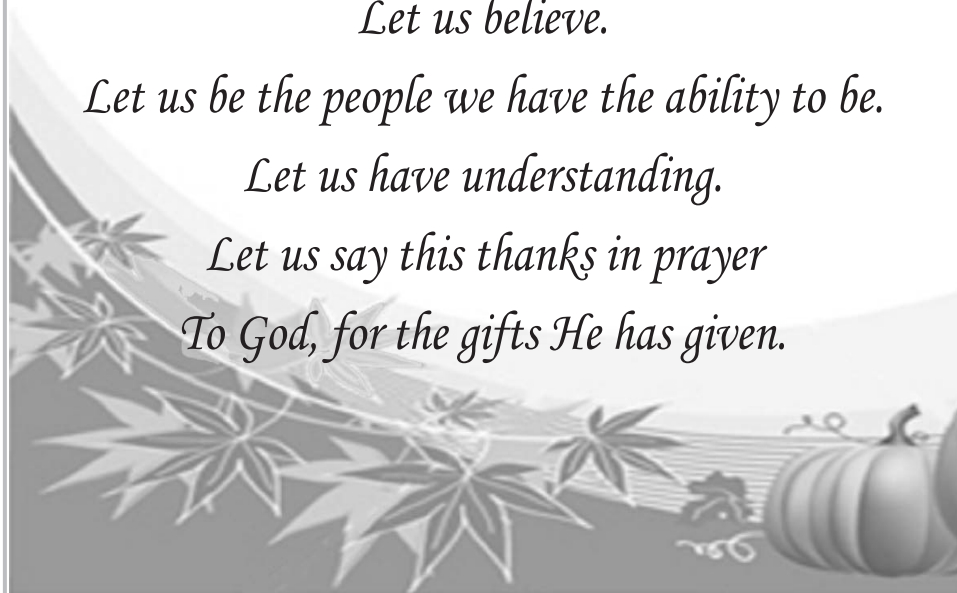 Let us believe.
Let us be the people we have the ability to be.
Let us have understanding.
Let us say this thanks in prayer
To God, for the gifts He has given.